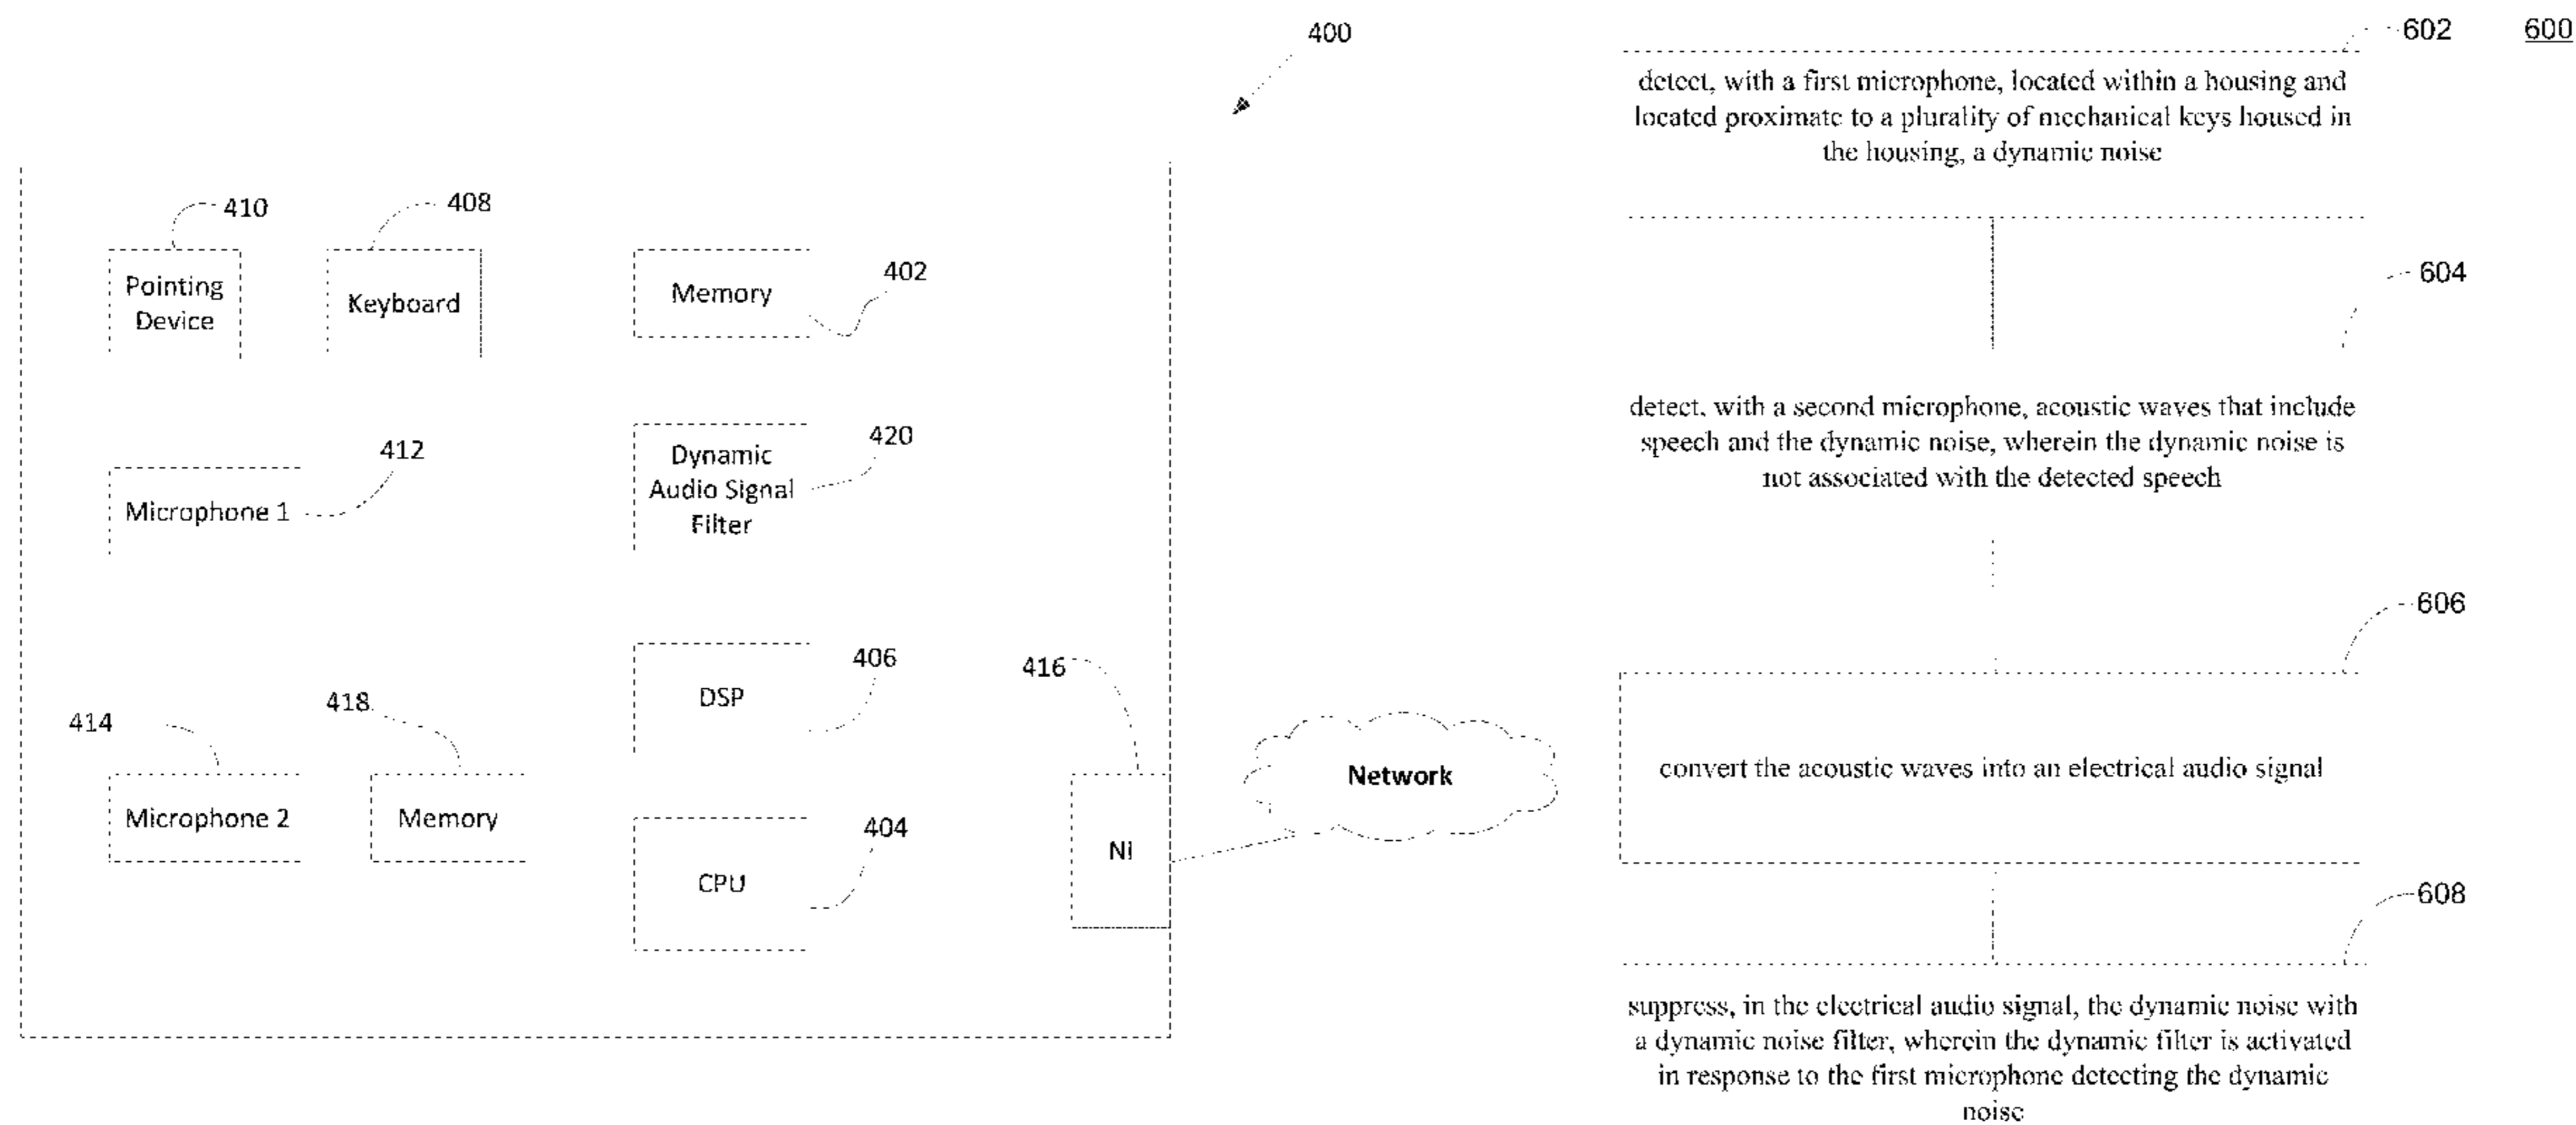 400
410
408
Pointing
Device
Keyboard
Memory
402
412
Microphone 1
Dynamic
Audio Signal
Filter
420
414
418
Microphone 2
Memory
DSP
406
416
CPU
404
NI
Network
602
600
detect, with a first microphone, located within a housing and
located proximate to a plurality of mechanical keys housed in
the housing, a dynamic noise
604
detect, with a second microphone, acoustic waves that include
speech and the dynamic noise, wherein the dynamic noise is
not associated with the detected speech
606
convert the acoustic waves into an electrical audio signal
608
suppress, in the electrical audio signal, the dynamic noise with
a dynamic noise filter, wherein the dynamic filter is activated
in response to the first microphone detecting the dynamic
noise